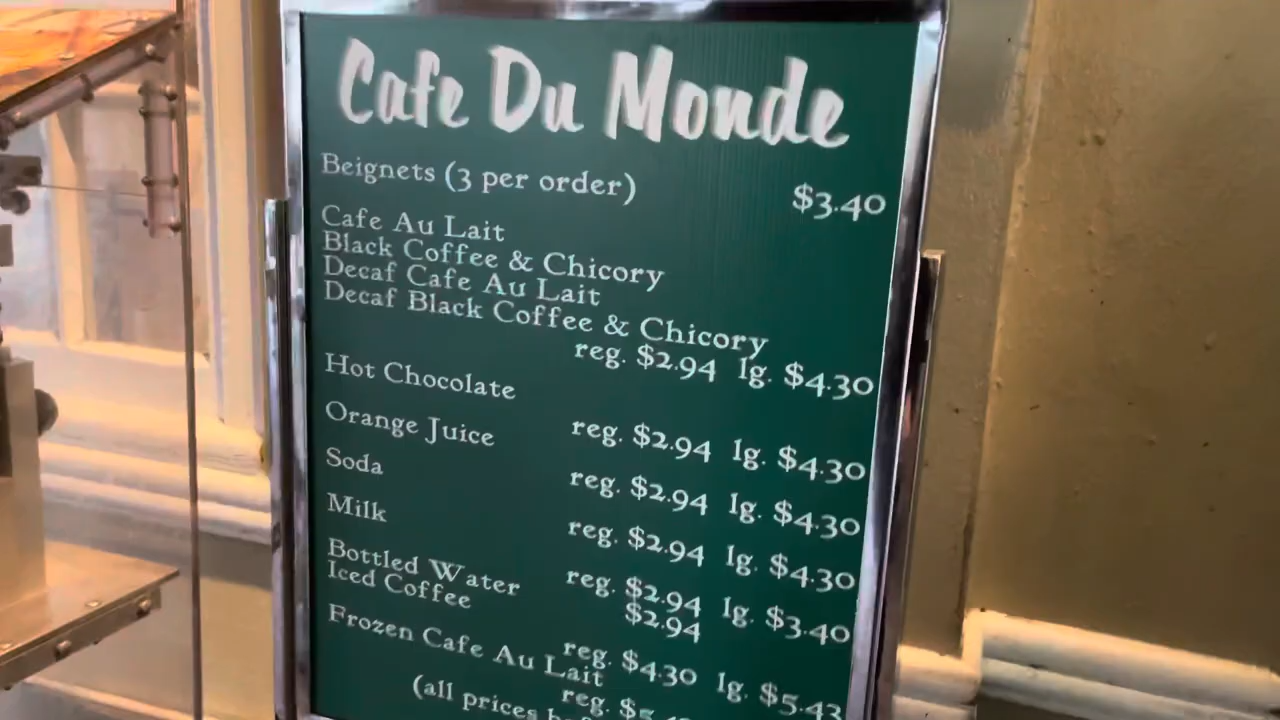 Cafe Du Monde
Beignets (3 per order) $3.40
Cafe Au Lait
Black Coffee & Chicory
Decaf Cafe Au Lait
Decaf Black Coffee & Chicory
reg. $2.94 lg. $4.30
Hot Chocolate
reg. $2.94 lg. $4.30
Orange Juice
reg. $2.94 lg. $4.30
Soda
reg. $2.94 lg. $4.30
Milk
reg. $2.94 lg. $3.40
Bottled Water $2.94
Iced Coffee
reg. $4.30 lg. $5.43
Frozen Cafe Au Lait
reg.
(all prices